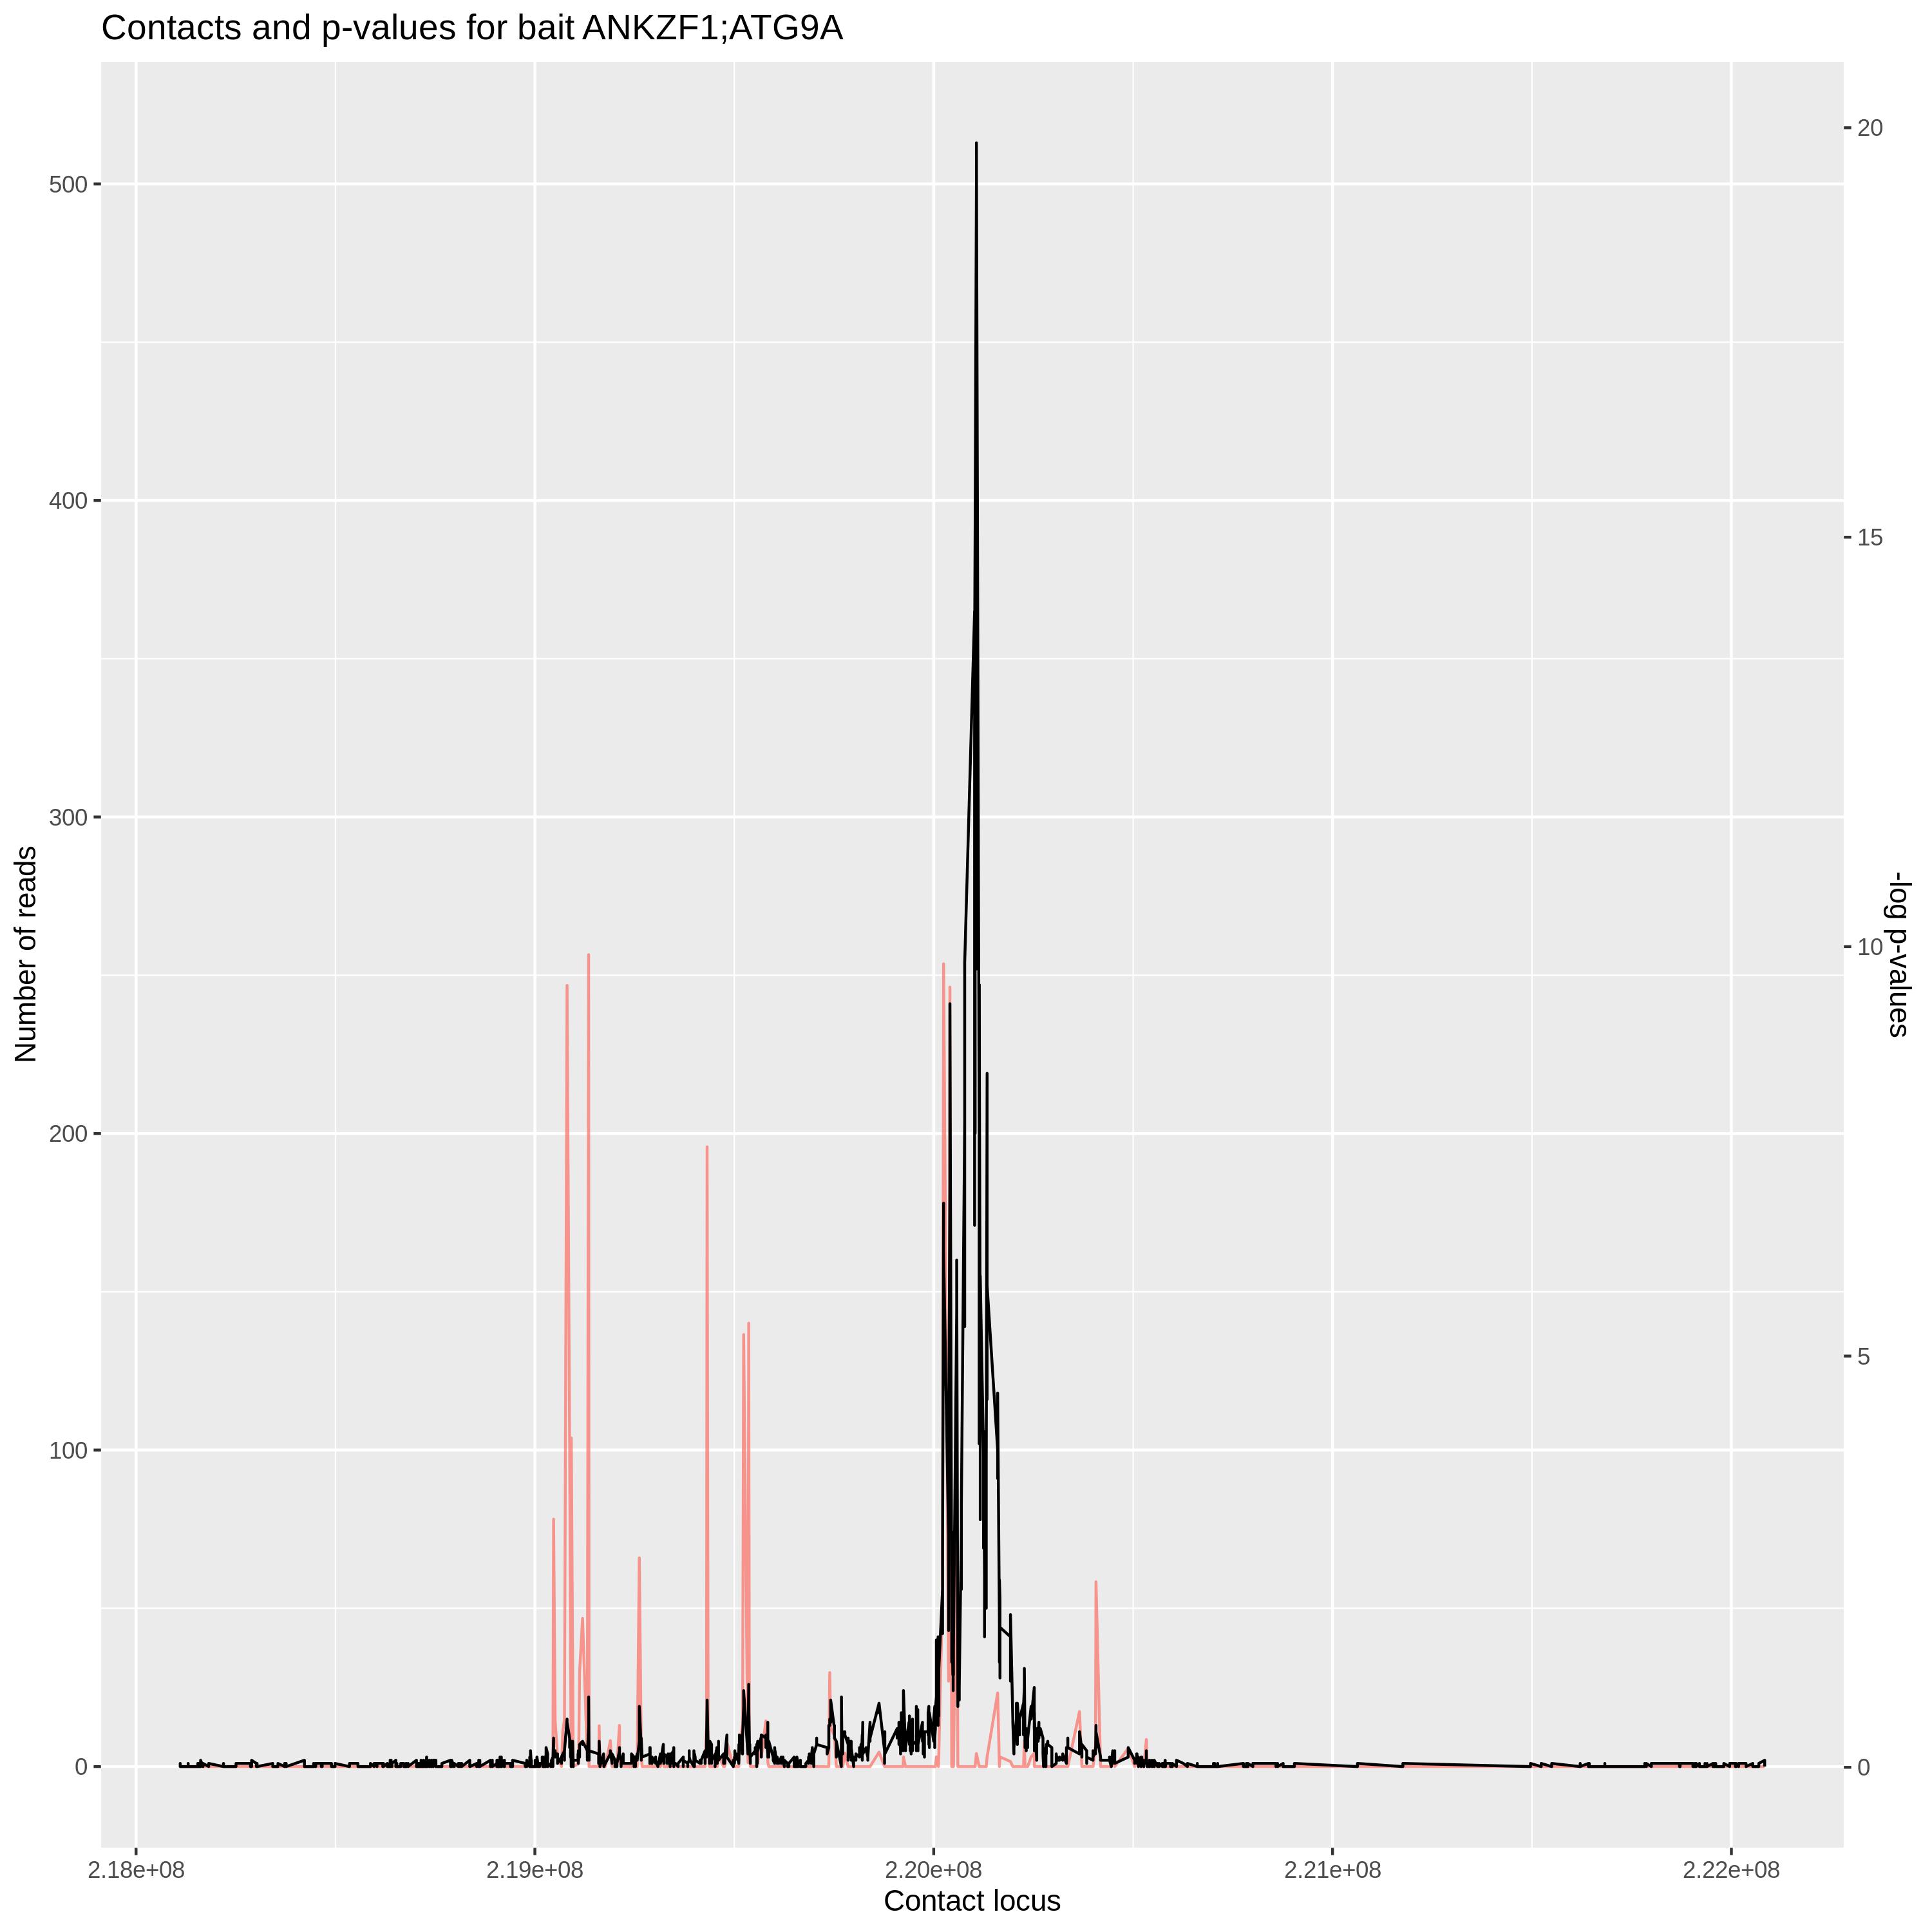 Contacts and p-values for bait ANKZF1;ATG9A
Number of reads
500
400
300
200
100
0
20
15
10
5
0
-log p-values
2.18e+08
2.19e+08
2.20e+08
2.21e+08
2.22e+08
Contact locus